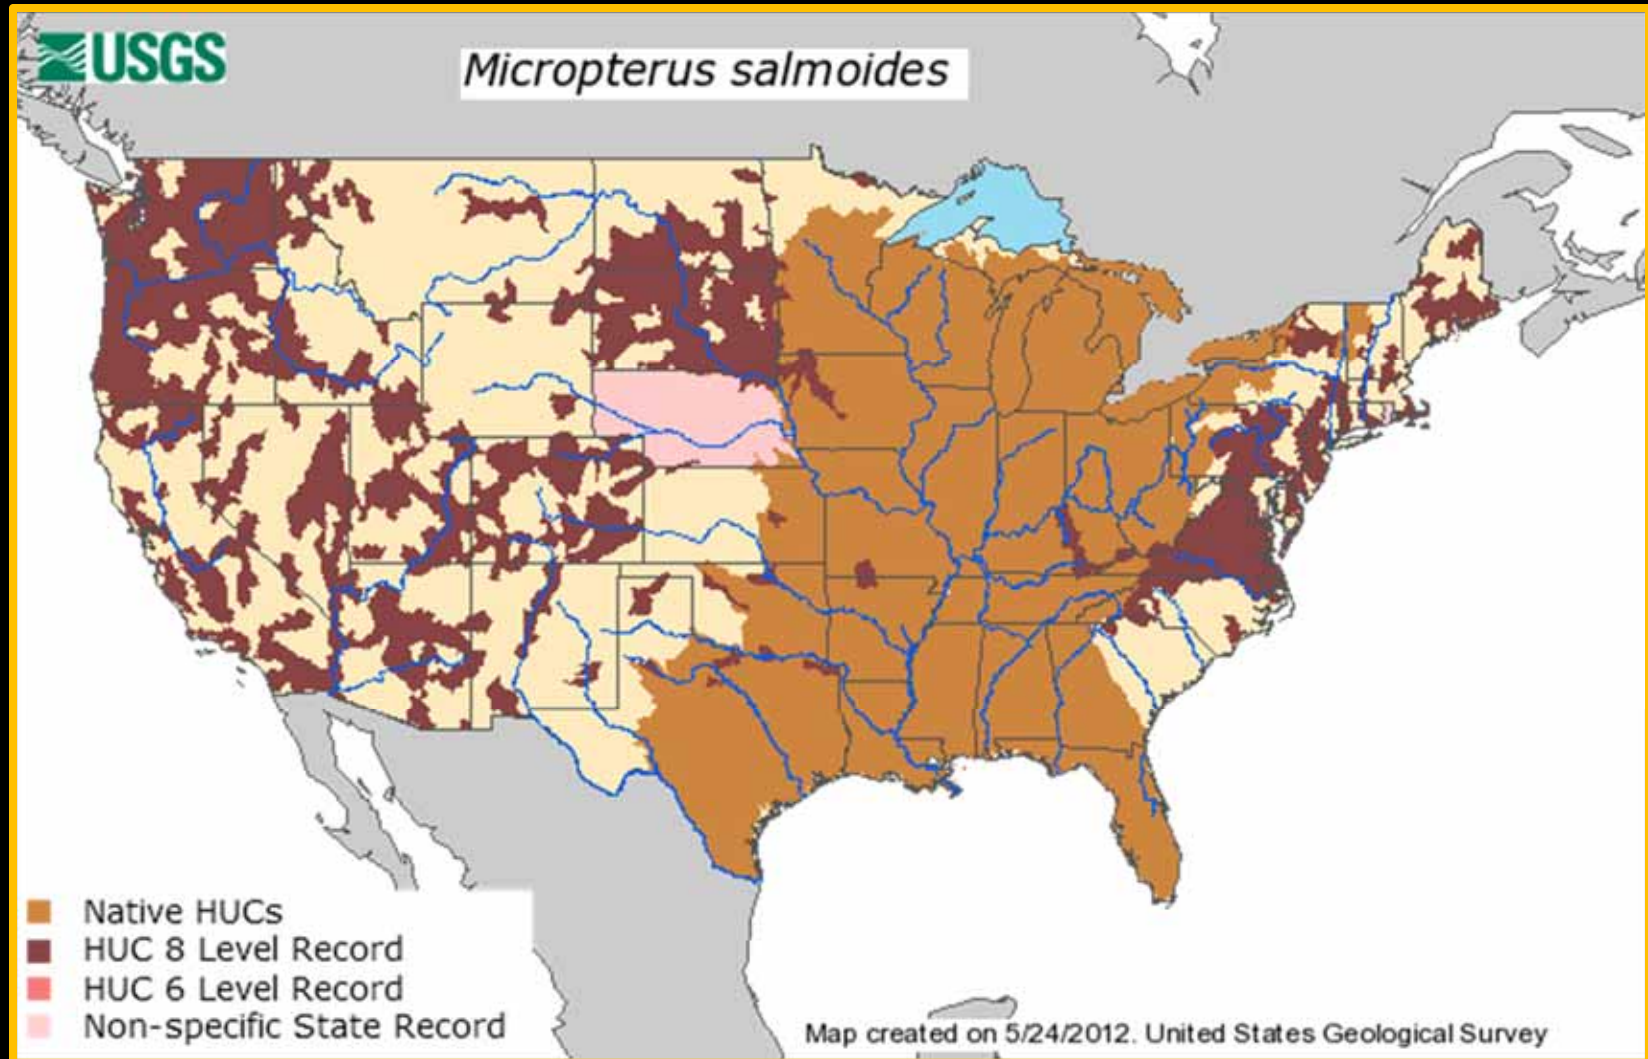 USGS
Micropterus salmoides
Native HUCs
HUC 8 Level Record
HUC 6 Level Record
Non-specific State Record
Map created on 5/24/2012. United States Geological Survey